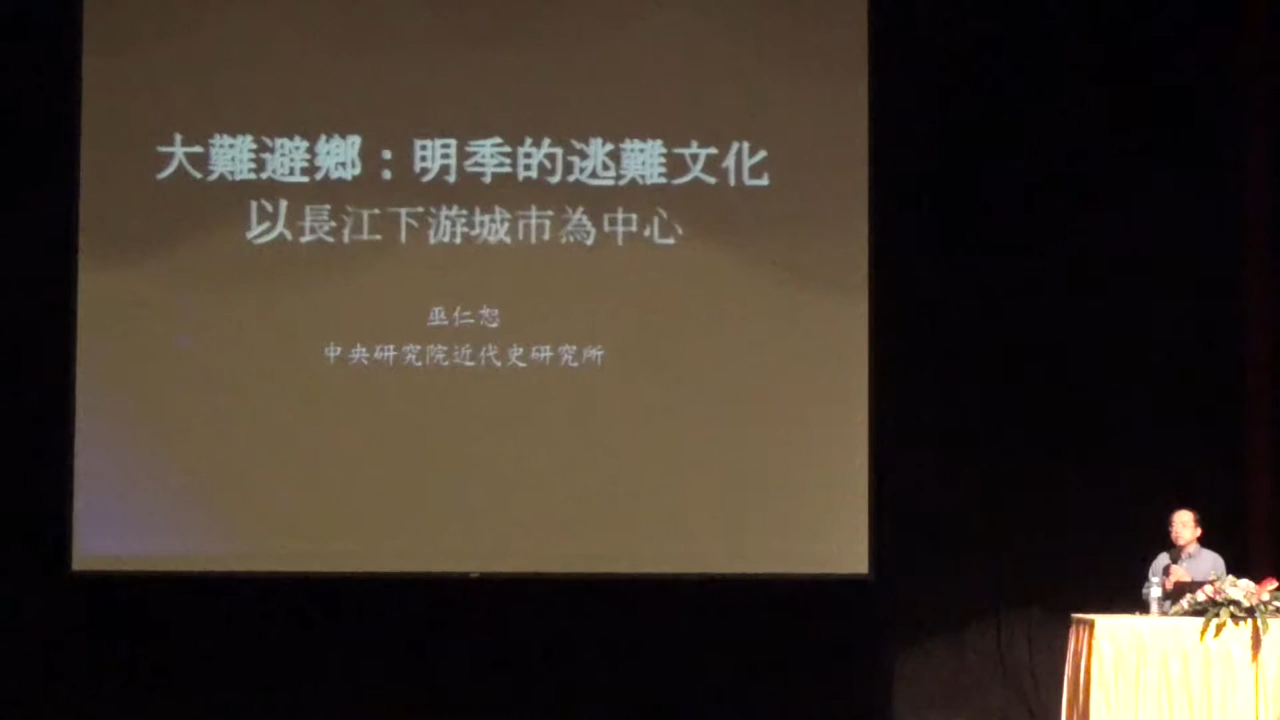 大難避鄉：明季的逃難文化
以長江下游城市為中心
巫仁恕
中央研究院近代史研究所